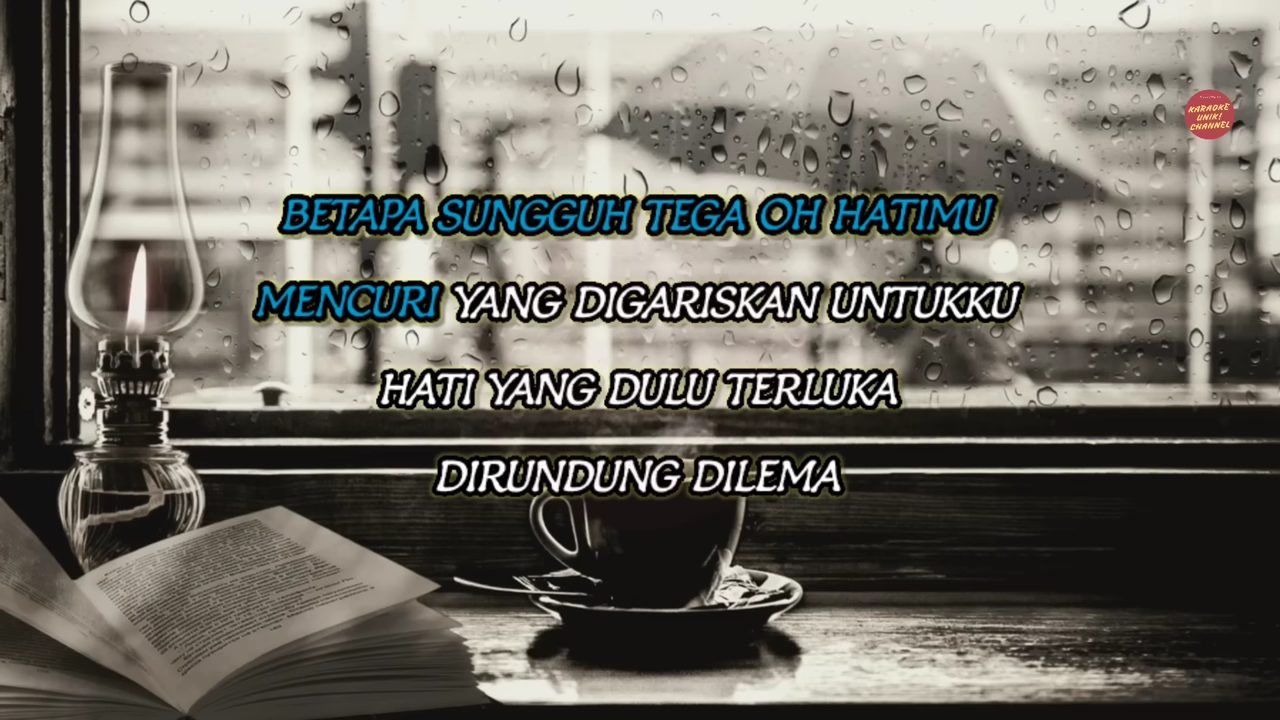 BETAPA SUNGGUH TEGA OH HATIMU
MENCURI YANG DIGARISKAN UNTUKKU
HATI YANG DULU TERLUKA
DIRUNDUNG DILEMA
KARAOKE
UNIK!
CHANNEL